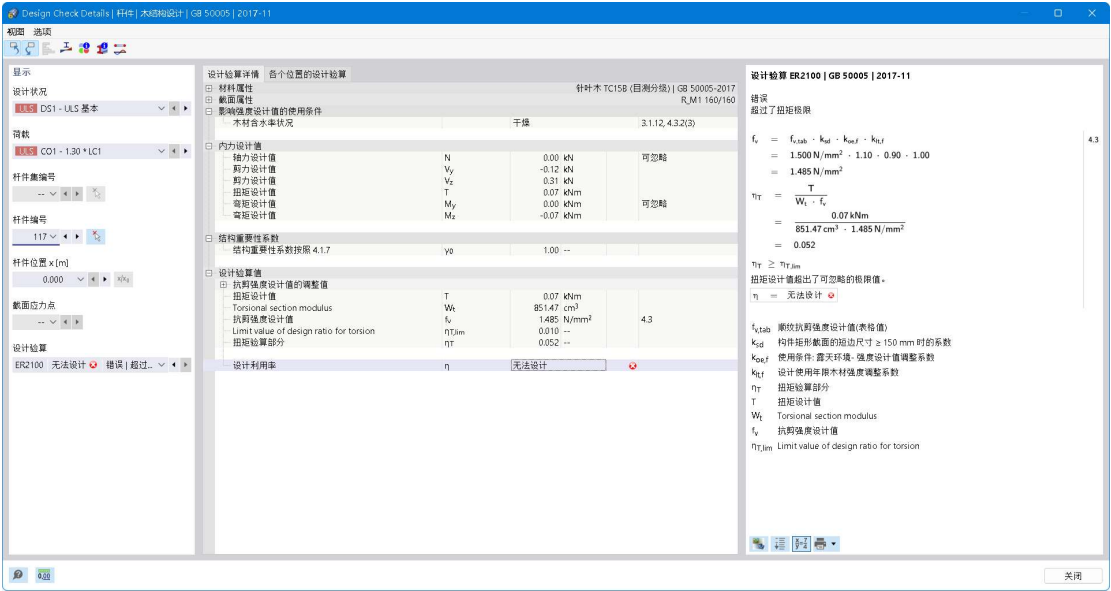 Design Check Details | 杆件 | 木结构设计 | GB 50005 | 2017-11
视图 选项
显示
设计状况
ULS DS1 - ULS 基本
荷载
ULS CO1 - 1.30 * LC1
杆件集编号
--
杆件编号
117
杆件位置 x [m]
0.000 x/x₀
截面应力点
--
设计验算
ER2100 无法设计 错误 | 超过...
设计验算详情 各个位置的设计验算
材料属性 针叶木 TC15B (目测分级) | GB 50005-2017
截面属性 R_M1 160/160
影响强度设计值的使用条件
木材含水率状况 干燥 3.1.12, 4.3.2(3)
内力设计值
轴力设计值 N 0.00 kN 可忽略
剪力设计值 Vy -0.12 kN
剪力设计值 Vz 0.31 kN
扭矩设计值 T 0.07 kNm
弯矩设计值 My 0.00 kNm 可忽略
弯矩设计值 Mz -0.07 kNm
结构重要性系数
结构重要性系数按照 4.1.7 γ0 1.00 --
设计验算值
抗剪强度设计值的调整值
扭矩设计值 T 0.07 kNm
Torsional section modulus Wt 851.47 cm³
抗剪强度设计值 fv 1.485 N/mm² 4.3
Limit value of design ratio for torsion ηT,lim 0.010 --
扭矩验算部分 ηT 0.052 --
设计利用率 η 无法设计
设计验算 ER2100 | GB 50005 | 2017-11
错误
超过了扭矩极限
fv = fv,tab · ksd · koe,f · klt,f 4.3
= 1.500 N/mm² · 1.10 · 0.90 · 1.00
= 1.485 N/mm²
ηT = T / (Wt · fv)
= 0.07 kNm / (851.47 cm³ · 1.485 N/mm²)
= 0.052
ηT ≥ ηT,lim
扭矩设计值超出了可忽略的极限值。
η = 无法设计
fv,tab 顺纹抗剪强度设计值(表格值)
ksd 构件矩形截面的短边尺寸 ≥ 150 mm 时的系数
koe,f 使用条件: 露天环境- 强度设计值调整系数
klt,f 设计使用年限木材强度调整系数
ηT 扭矩验算部分
T 扭矩设计值
Wt Torsional section modulus
fv 抗剪强度设计值
ηT,lim Limit value of design ratio for torsion
0,00
关闭